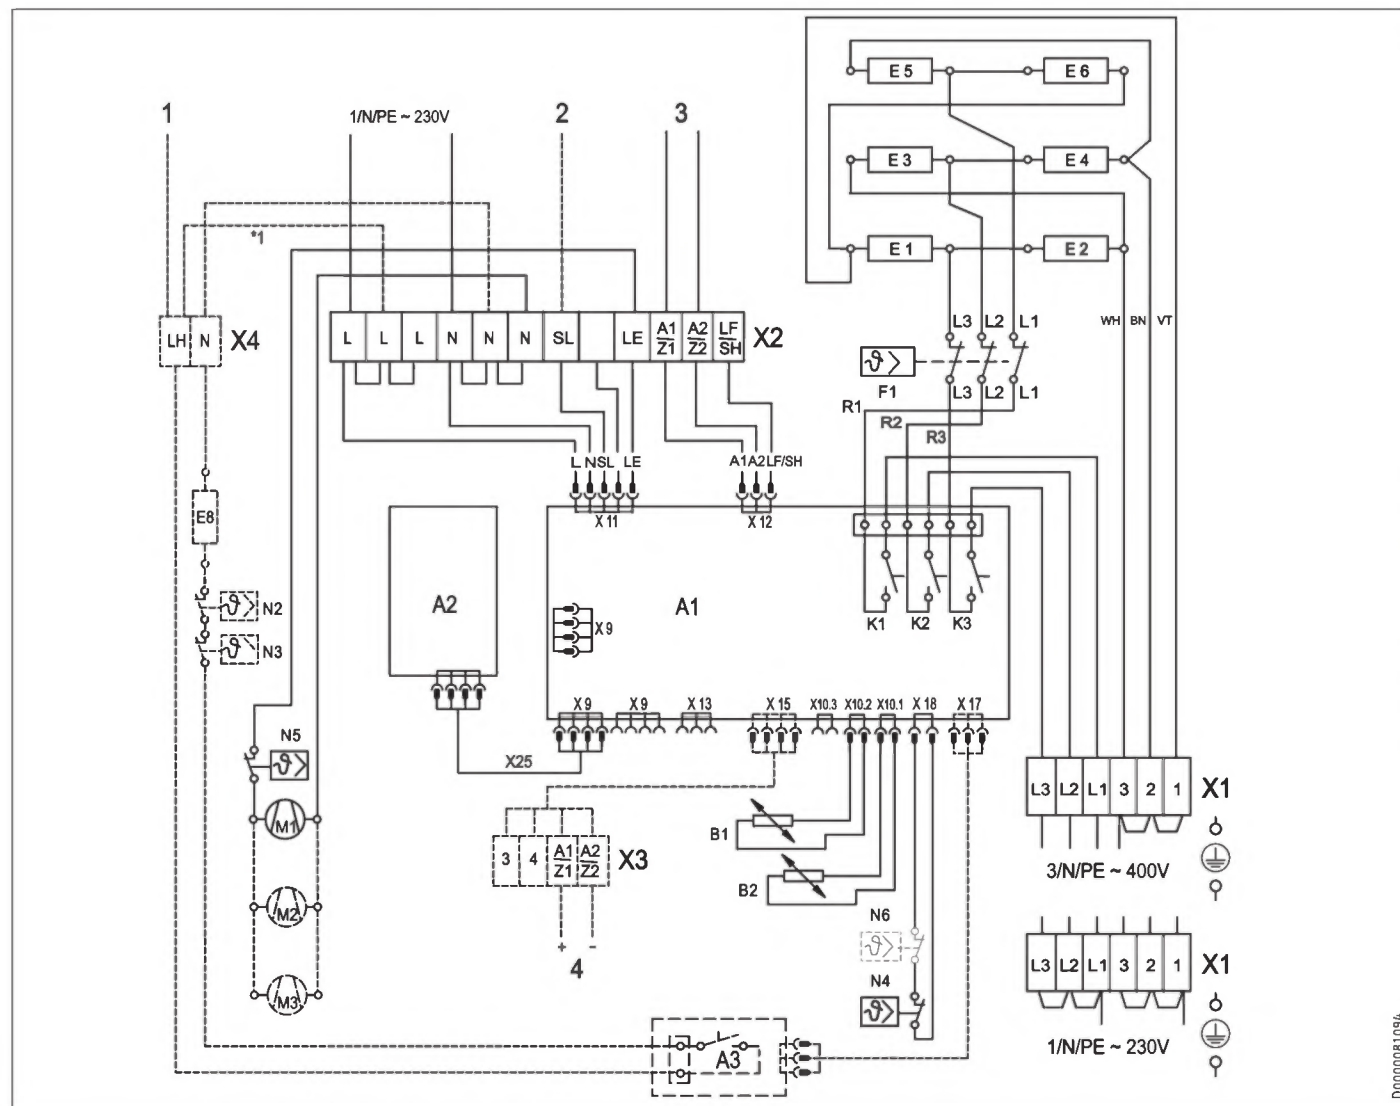 1
1/N/PE ~ 230V
2
3
E 5
E 6
E 3
E 4
E 1
E 2
*1
LH
N
X4
L
L
L
N
N
N
SL
LE
A1
Z1
A2
Z2
LF
SH
X2
L3
L2
L1
WH
BN
VT
F1
L3
L2
L1
R1
R2
R3
L
N
SL
LE
A1
A2
LF/SH
X 11
X 12
E8
N2
N3
A2
A1
X 9
K1
K2
K3
X 9
X 9
X 13
X 15
X10.3
X10.2
X10.1
X 18
X 17
X25
N5
M1
M2
M3
3
4
A1
Z1
A2
Z2
X3
+
-
4
B1
B2
N6
N4
A3
L3
L2
L1
3
2
1
X1
3/N/PE ~ 400V
L3
L2
L1
3
2
1
X1
1/N/PE ~ 230V